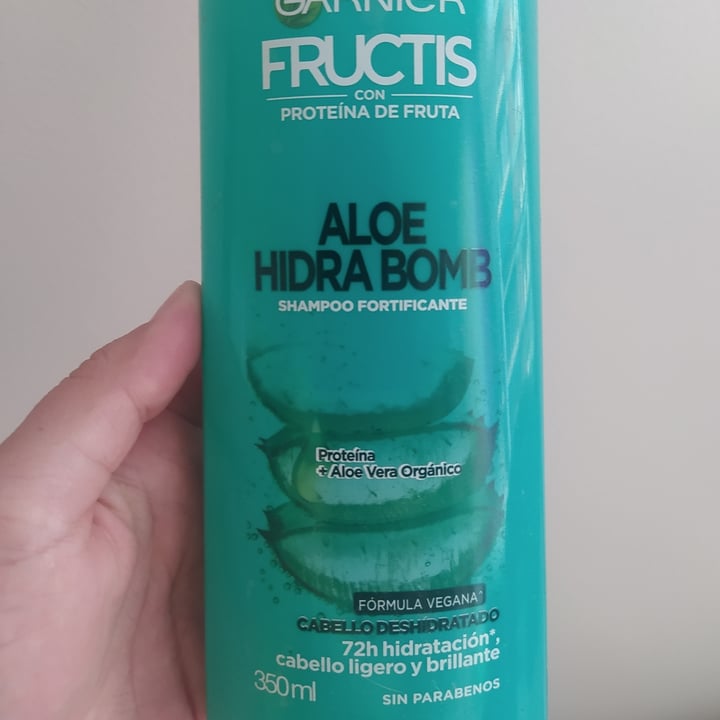 GARNIER
FRUCTIS
CON
PROTEÍNA DE FRUTA
ALOE
HIDRA BOMB
SHAMPOO FORTIFICANTE
Proteína
+ Aloe Vera Orgánico
FÓRMULA VEGANA^
CABELLO DESHIDRATADO
72h hidratación*,
cabello ligero y brillante
350ml
SIN PARABENOS